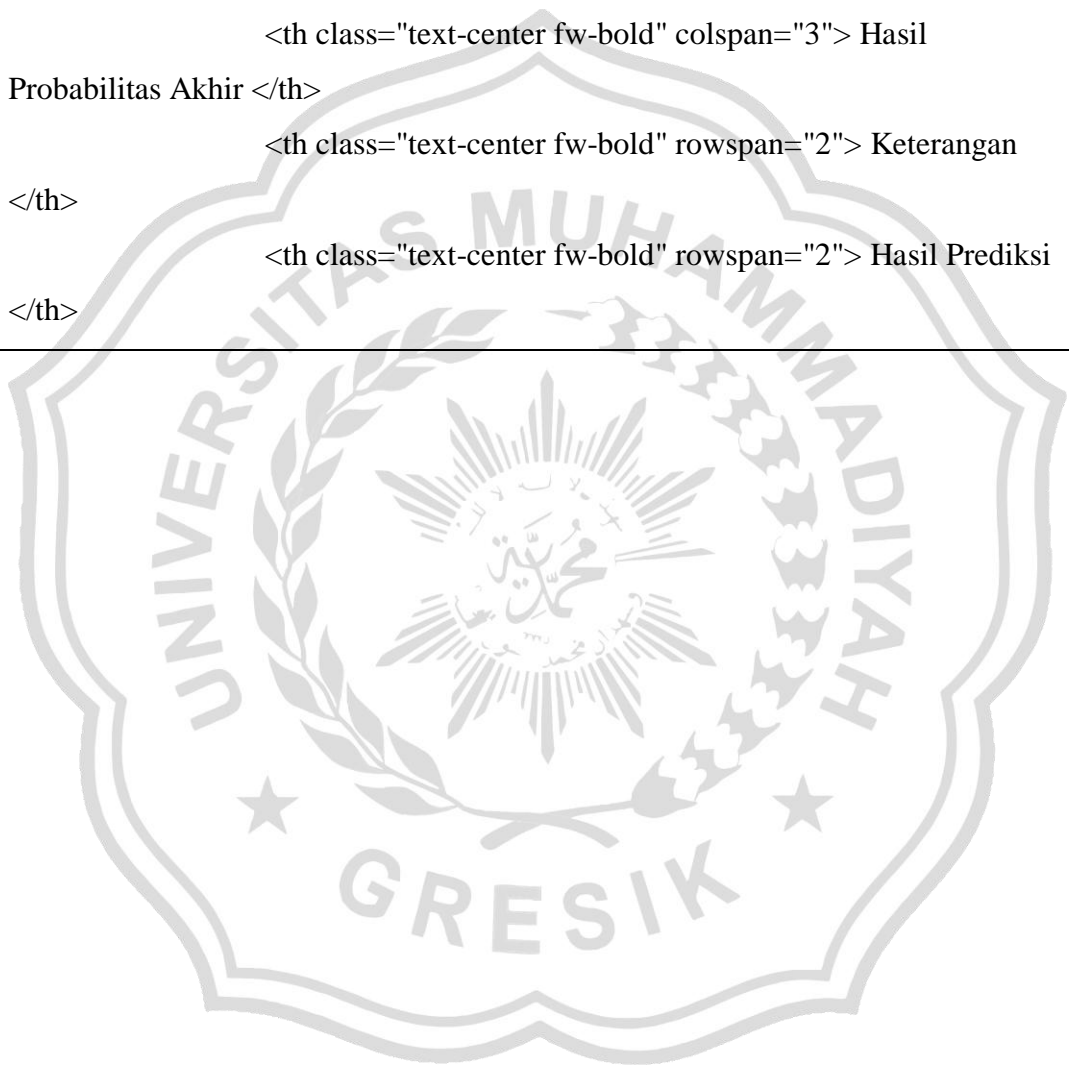 <th class="text-center fw-bold" colspan="3"> Hasil
Probabilitas Akhir </th>
<th class="text-center fw-bold" rowspan="2"> Keterangan
</th>
<th class="text-center fw-bold" rowspan="2"> Hasil Prediksi
</th>
UNIVERSITAS MUHAMMADIYAH
محمدية
GRESIK